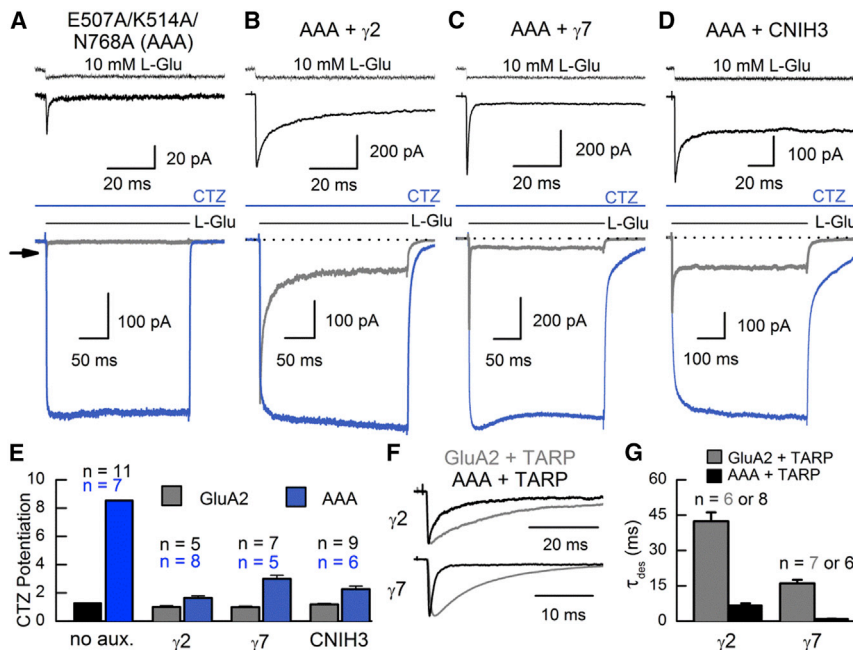 A
E507A/K514A/
N768A (AAA)
10 mM L-Glu
20 pA
20 ms
B
AAA + γ2
10 mM L-Glu
200 pA
20 ms
C
AAA + γ7
10 mM L-Glu
200 pA
20 ms
D
AAA + CNIH3
10 mM L-Glu
100 pA
20 ms
CTZ
L-Glu
100 pA
50 ms
CTZ
L-Glu
100 pA
50 ms
CTZ
L-Glu
200 pA
50 ms
CTZ
L-Glu
100 pA
100 ms
E
CTZ Potentiation
10
8
6
4
2
0
n = 11
n = 7
GluA2
AAA
n = 5
n = 8
n = 7
n = 5
n = 9
n = 6
no aux.
γ2
γ7
CNIH3
F
GluA2 + TARP
AAA + TARP
γ2
20 ms
γ7
10 ms
G
GluA2 + TARP
AAA + TARP
τdes (ms)
60
45
30
15
0
n = 6 or 8
n = 7 or 6
γ2
γ7